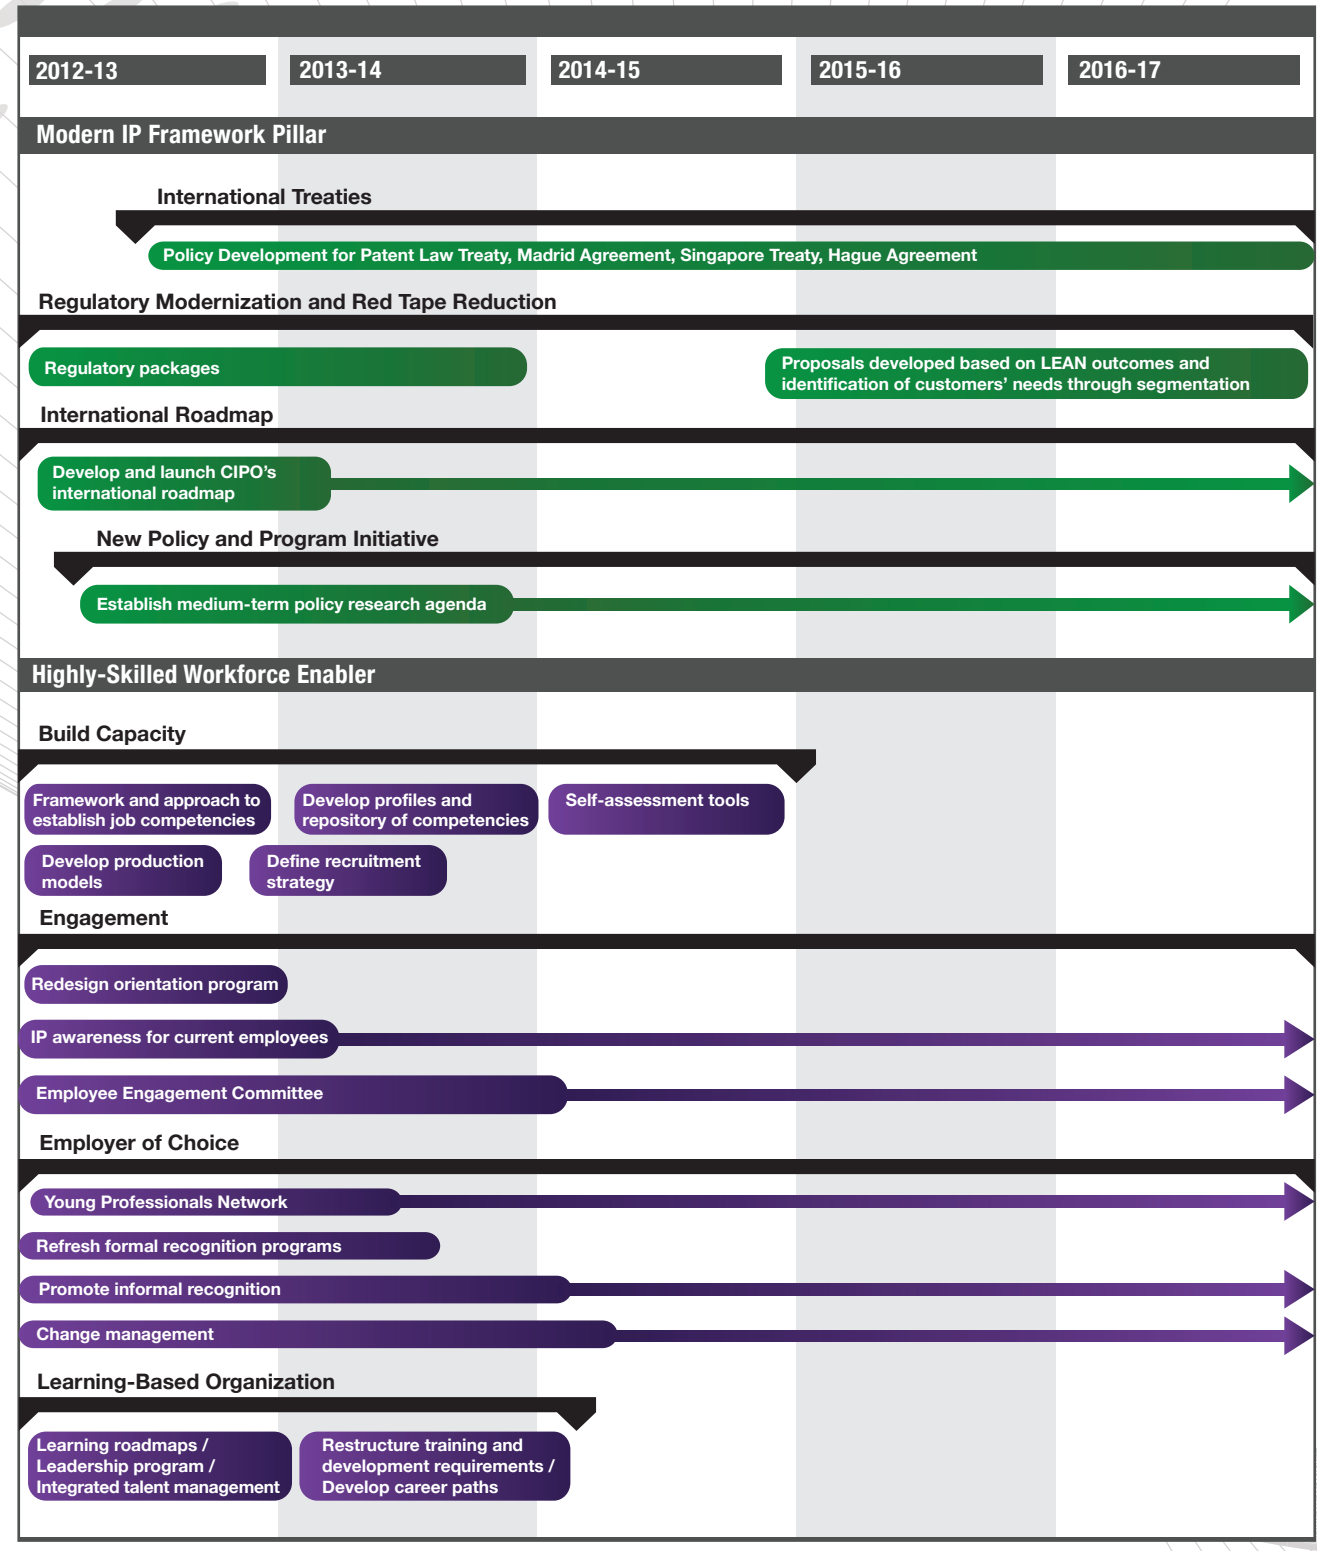 2012-13
2013-14
2014-15
2015-16
2016-17
Modern IP Framework Pillar
International Treaties
Policy Development for Patent Law Treaty, Madrid Agreement, Singapore Treaty, Hague Agreement
Regulatory Modernization and Red Tape Reduction
Regulatory packages
Proposals developed based on LEAN outcomes and
identification of customers’ needs through segmentation
International Roadmap
Develop and launch CIPO’s
international roadmap
New Policy and Program Initiative
Establish medium-term policy research agenda
Highly-Skilled Workforce Enabler
Build Capacity
Framework and approach to
establish job competencies
Develop profiles and
repository of competencies
Self-assessment tools
Develop production
models
Define recruitment
strategy
Engagement
Redesign orientation program
IP awareness for current employees
Employee Engagement Committee
Employer of Choice
Young Professionals Network
Refresh formal recognition programs
Promote informal recognition
Change management
Learning-Based Organization
Learning roadmaps /
Leadership program /
Integrated talent management
Restructure training and
development requirements /
Develop career paths